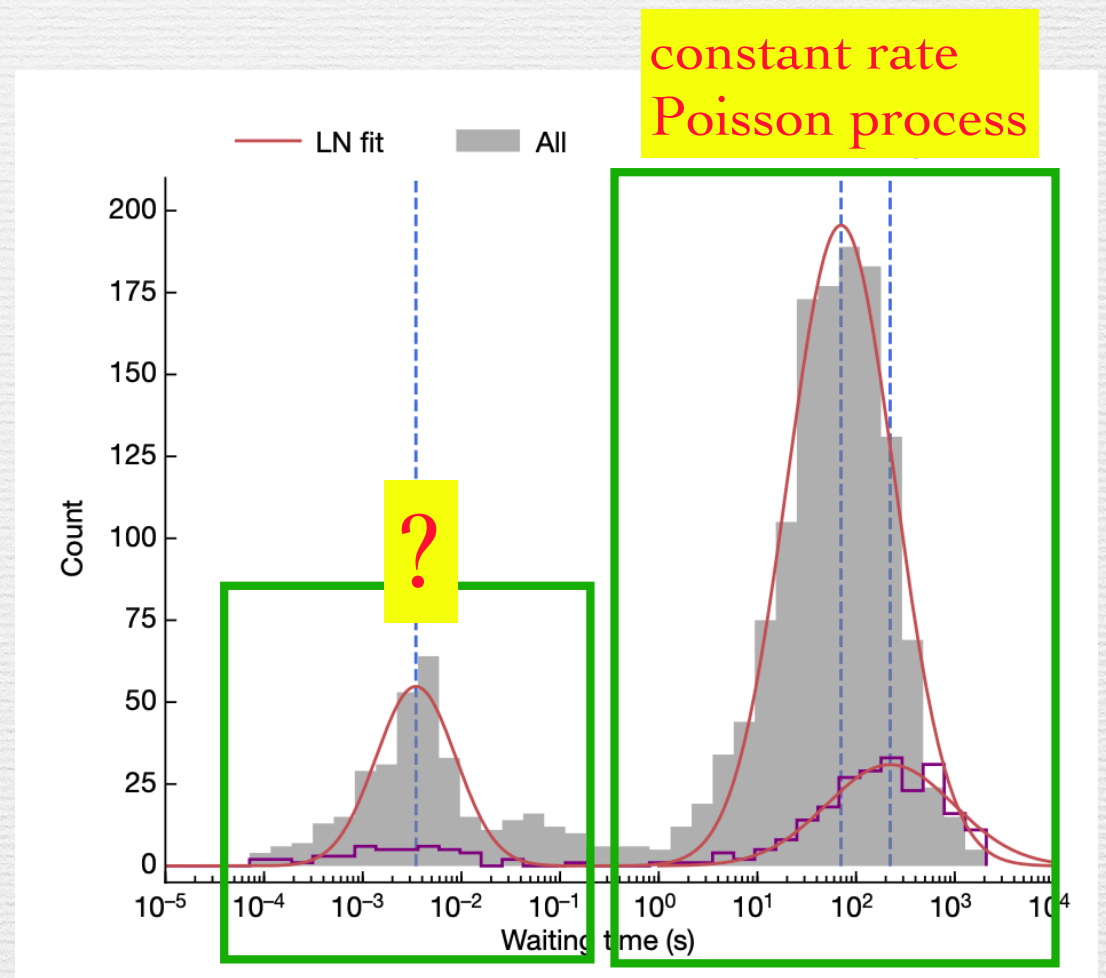 constant rate
Poisson process
LN fit
All
200
175
150
125
100
75
50
25
0
Count
?
10⁻⁵ 10⁻⁴ 10⁻³ 10⁻² 10⁻¹ 10⁰ 10¹ 10² 10³ 10⁴
Waiting time (s)